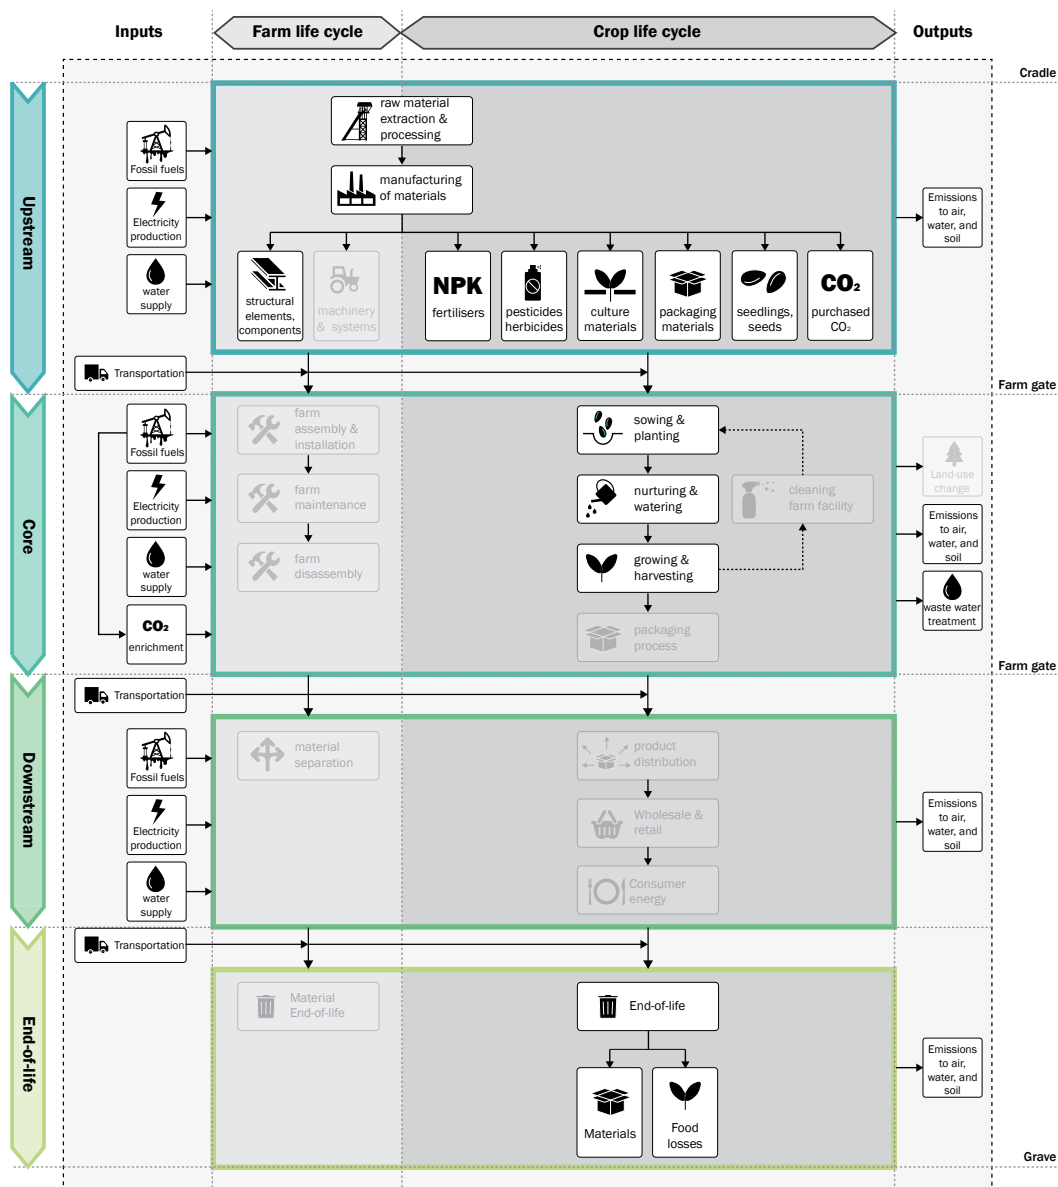 Inputs
Farm life cycle
Crop life cycle
Outputs
Cradle
Upstream
raw material
extraction &
processing
Fossil fuels
manufacturing
of materials
Electricity
production
Emissions
to air,
water, and
soil
water
supply
structural
elements,
components
machinery
& systems
NPK
fertilisers
pesticides
herbicides
culture
materials
packaging
materials
seedlings,
seeds
CO₂
purchased
CO₂
Transportation
Farm gate
Core
Fossil fuels
farm
assembly &
installation
sowing &
planting
Land-use
change
Electricity
production
farm
maintenance
nurturing &
watering
cleaning
farm facility
Emissions
to air,
water, and
soil
water
supply
farm
disassembly
growing &
harvesting
waste water
treatment
CO₂
enrichment
packaging
process
Farm gate
Transportation
Downstream
Fossil fuels
material
separation
product
distribution
Electricity
production
Wholesale &
retail
Emissions
to air,
water, and
soil
water
supply
Consumer
energy
Transportation
End-of-life
Material
End-of-life
End-of-life
Emissions
to air,
water, and
soil
Materials
Food
losses
Grave